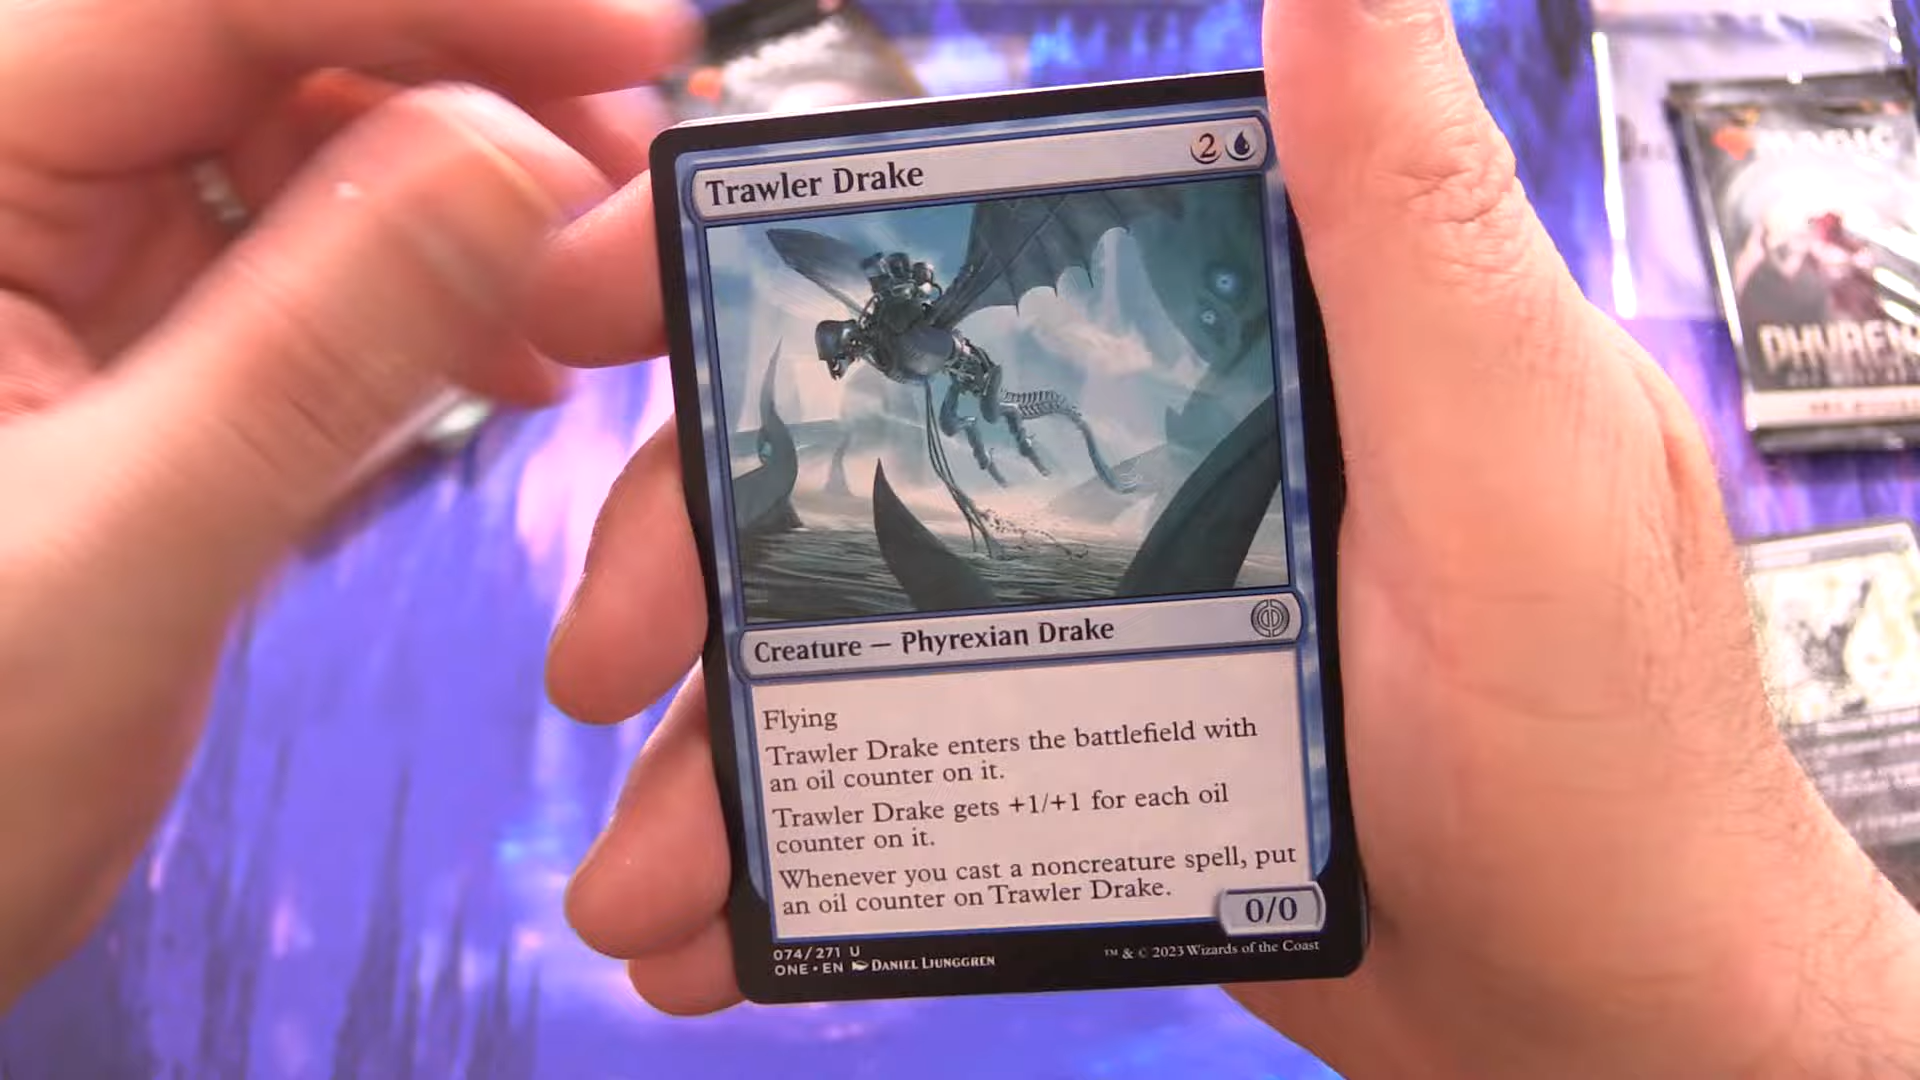 Trawler Drake
2
Creature — Phyrexian Drake
Flying
Trawler Drake enters the battlefield with
an oil counter on it.
Trawler Drake gets +1/+1 for each oil
counter on it.
Whenever you cast a noncreature spell, put
an oil counter on Trawler Drake.
0/0
074/271 U
ONE • EN DANIEL LJUNGGREN
™ & © 2023 Wizards of the Coast
MAGIC